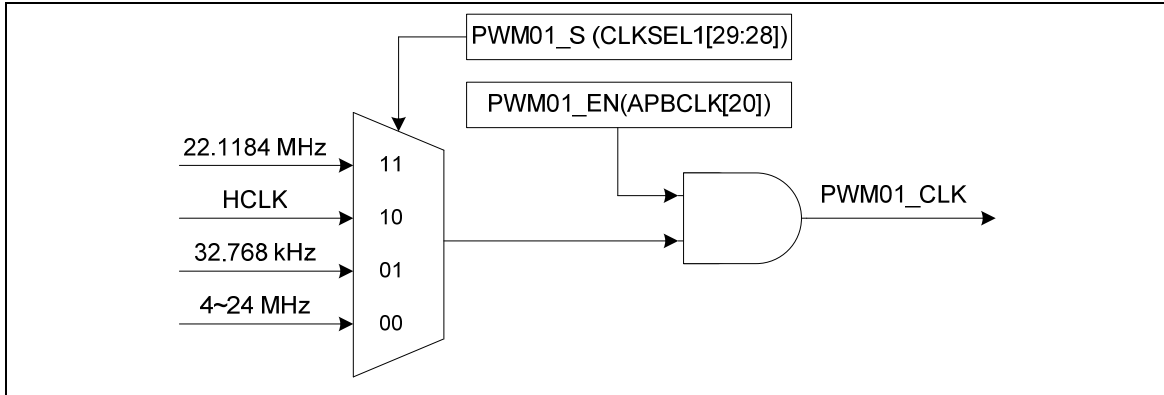 PWM01_S (CLKSEL1[29:28])
PWM01_EN(APBCLK[20])
22.1184 MHz
11
HCLK
10
PWM01_CLK
32.768 kHz
01
4~24 MHz
00